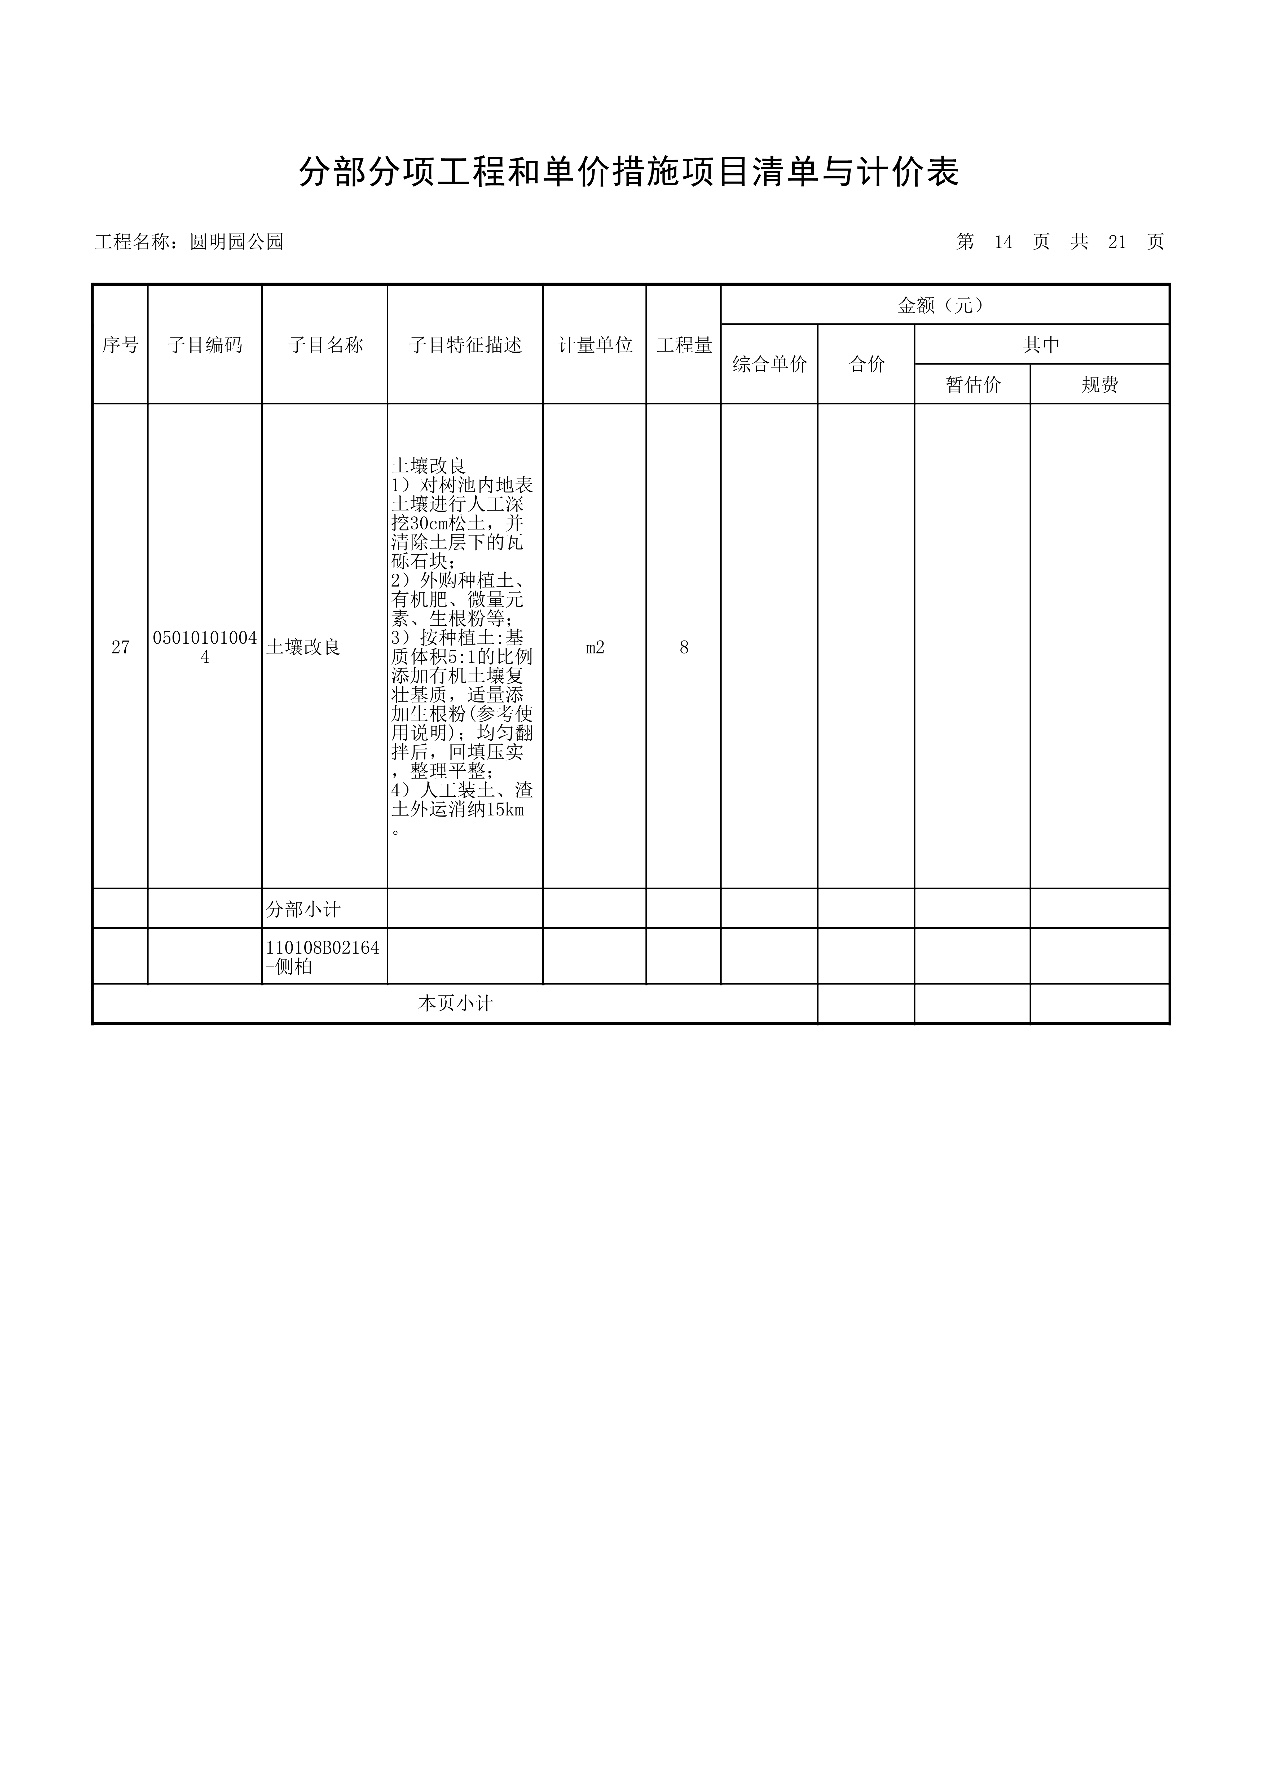 分部分项工程和单价措施项目清单与计价表
工程名称：圆明园公园
第 14 页 共 21 页
序号 子目编码 子目名称 子目特征描述 计量单位 工程量 金额（元）
综合单价 合价 其中
暂估价 规费
27
05010101004
4
土壤改良
土壤改良
1）对树池内地表
土壤进行人工深
挖30cm松土，并
清除土层下的瓦
砾石块；
2）外购种植土、
有机肥、微量元
素、生根粉等；
3）按种植土:基
质体积5:1的比例
添加有机土壤复
壮基质，适量添
加生根粉(参考使
用说明)；均匀翻
拌后，回填压实
，整理平整；
4）人工装土、渣
土外运消纳15km
。
m2
8
分部小计
110108B02164
-侧柏
本页小计